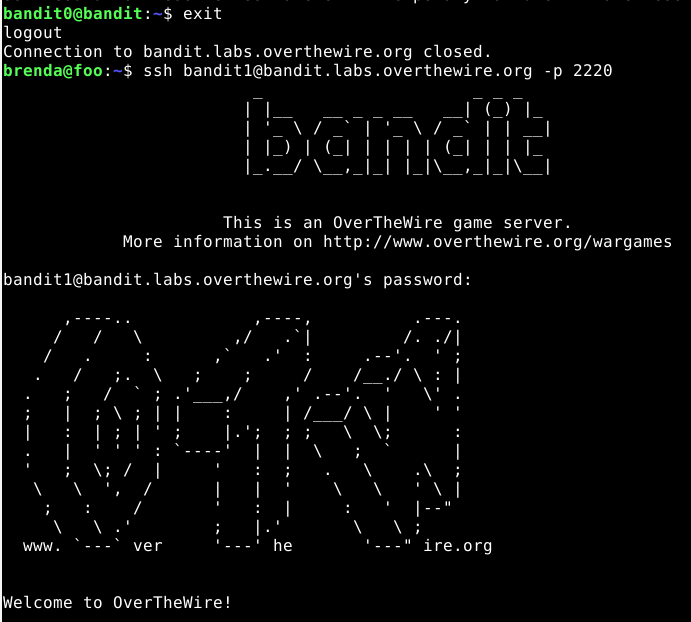 bandit0@bandit:~$ exit
logout
Connection to bandit.labs.overthewire.org closed.
brenda@foo:~$ ssh bandit1@bandit.labs.overthewire.org -p 2220
bandit
This is an OverTheWire game server.
More information on http://www.overthewire.org/wargames
bandit1@bandit.labs.overthewire.org's password:
www. ver he ire.org
Welcome to OverTheWire!